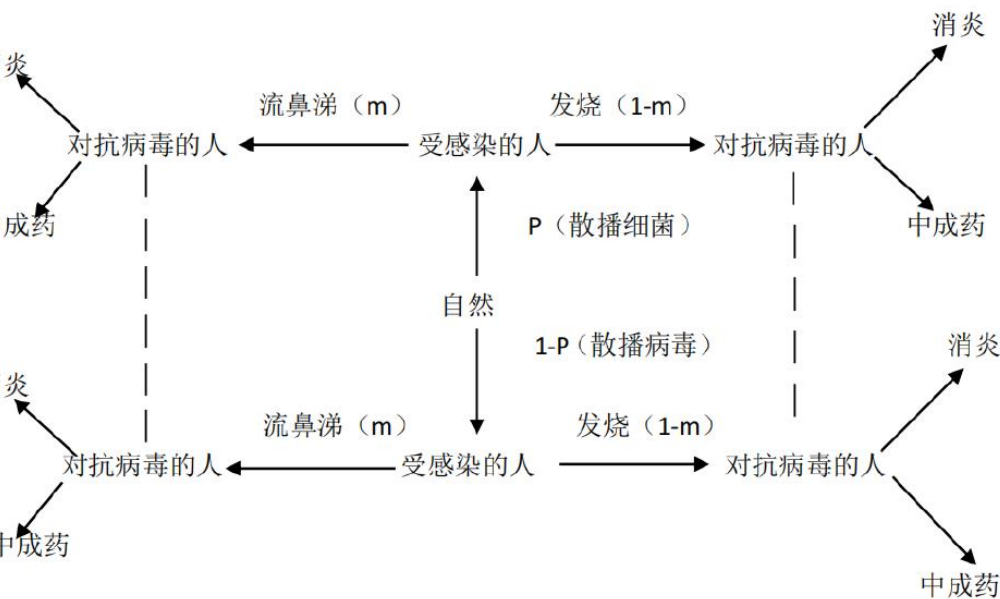 消炎
炎
流鼻涕（m） 发烧（1-m）
对抗病毒的人 受感染的人 对抗病毒的人
成药 P（散播细菌） 中成药
自然
1-P（散播病毒） 消炎
炎
流鼻涕（m） 发烧（1-m）
对抗病毒的人 受感染的人 对抗病毒的人
中成药
中成药